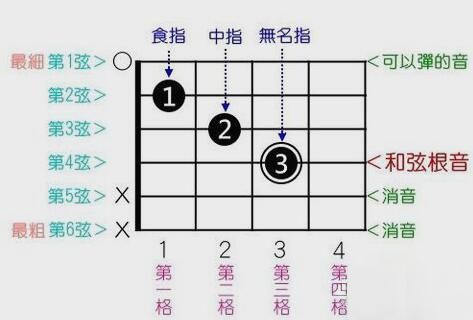 食指 中指 無名指
最細 第1弦> ○ <可以彈的音
第2弦> 1
第3弦> 2
第4弦> 3 <和弦根音
第5弦> X <消音
最粗 第6弦> X <消音
1 2 3 4
第一格 第二格 第三格 第四格